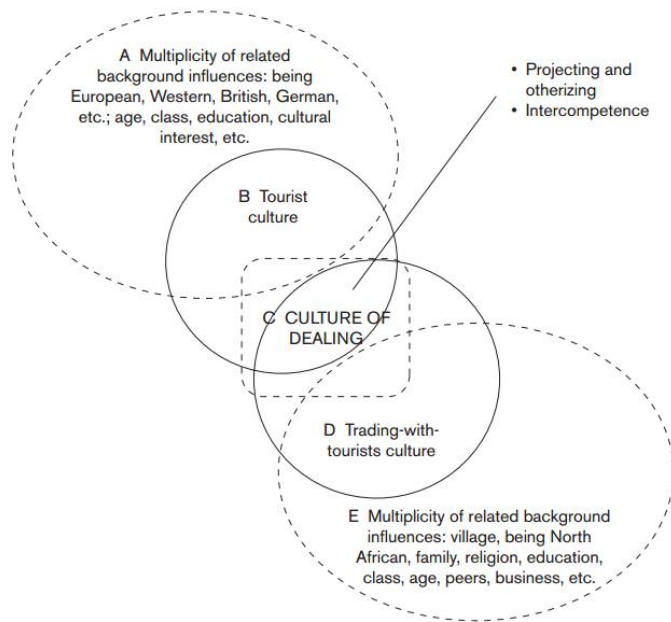 A Multiplicity of related
background influences: being
European, Western, British, German,
etc.; age, class, education, cultural
interest, etc.
• Projecting and
otherizing
• Intercompetence
B Tourist
culture
C CULTURE OF
DEALING
D Trading-with-
tourists culture
E Multiplicity of related background
influences: village, being North
African, family, religion, education,
class, age, peers, business, etc.